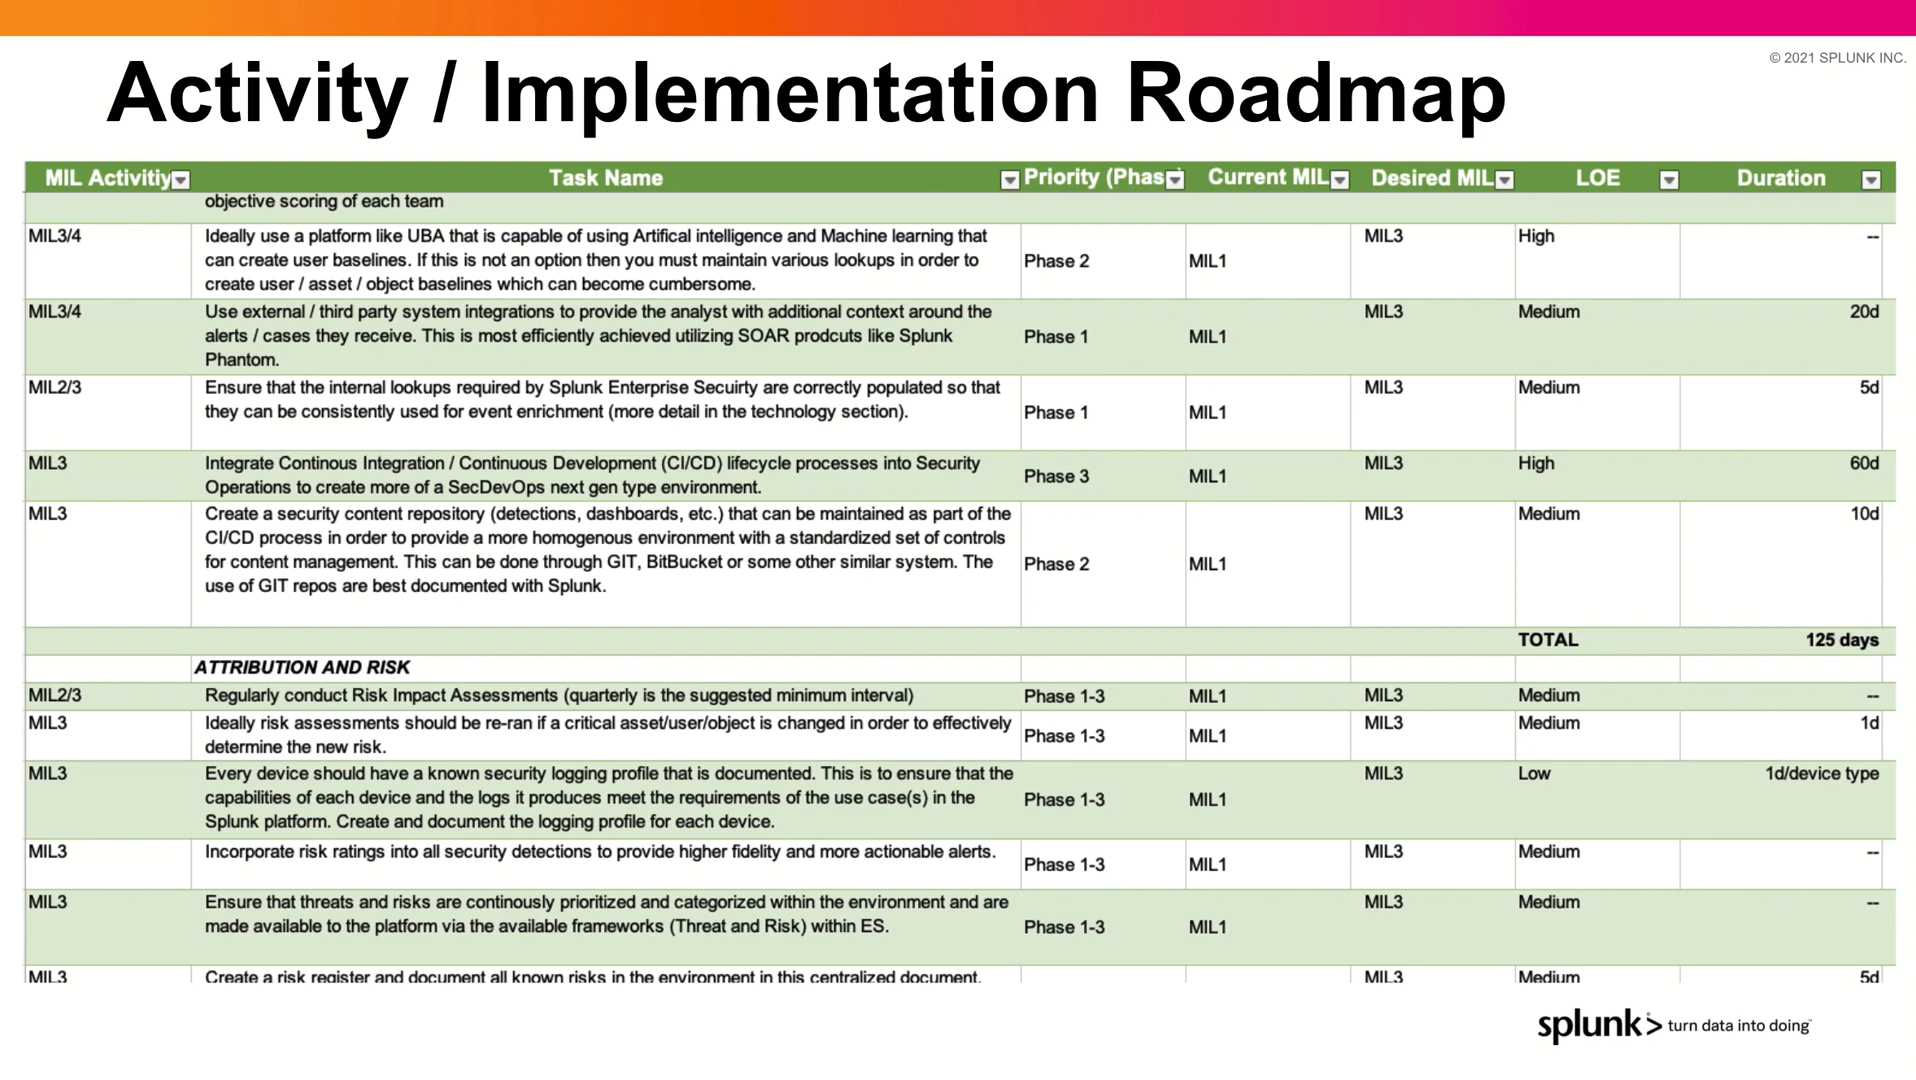 © 2021 SPLUNK INC.
Activity / Implementation Roadmap
MIL Activitiy Task Name Priority (Phas Current MIL Desired MIL LOE Duration
objective scoring of each team
MIL3/4 Ideally use a platform like UBA that is capable of using Artifical intelligence and Machine learning that MIL3 High --
can create user baselines. If this is not an option then you must maintain various lookups in order to Phase 2 MIL1
create user / asset / object baselines which can become cumbersome.
MIL3/4 Use external / third party system integrations to provide the analyst with additional context around the MIL3 Medium 20d
alerts / cases they receive. This is most efficiently achieved utilizing SOAR prodcuts like Splunk Phase 1 MIL1
Phantom.
MIL2/3 Ensure that the internal lookups required by Splunk Enterprise Secuirty are correctly populated so that MIL3 Medium 5d
they can be consistently used for event enrichment (more detail in the technology section). Phase 1 MIL1
MIL3 Integrate Continous Integration / Continuous Development (CI/CD) lifecycle processes into Security MIL3 High 60d
Operations to create more of a SecDevOps next gen type environment. Phase 3 MIL1
MIL3 Create a security content repository (detections, dashboards, etc.) that can be maintained as part of the MIL3 Medium 10d
CI/CD process in order to provide a more homogenous environment with a standardized set of controls
for content management. This can be done through GIT, BitBucket or some other similar system. The Phase 2 MIL1
use of GIT repos are best documented with Splunk.
TOTAL 125 days
ATTRIBUTION AND RISK
MIL2/3 Regularly conduct Risk Impact Assessments (quarterly is the suggested minimum interval) Phase 1-3 MIL1 MIL3 Medium --
MIL3 Ideally risk assessments should be re-ran if a critical asset/user/object is changed in order to effectively MIL3 Medium 1d
determine the new risk. Phase 1-3 MIL1
MIL3 Every device should have a known security logging profile that is documented. This is to ensure that the MIL3 Low 1d/device type
capabilities of each device and the logs it produces meet the requirements of the use case(s) in the Phase 1-3 MIL1
Splunk platform. Create and document the logging profile for each device.
MIL3 Incorporate risk ratings into all security detections to provide higher fidelity and more actionable alerts. MIL3 Medium --
Phase 1-3 MIL1
MIL3 Ensure that threats and risks are continously prioritized and categorized within the environment and are MIL3 Medium --
made available to the platform via the available frameworks (Threat and Risk) within ES. Phase 1-3 MIL1
MIL3 Create a risk register and document all known risks in the environment in this centralized document. MIL3 Medium 5d
splunk> turn data into doing™